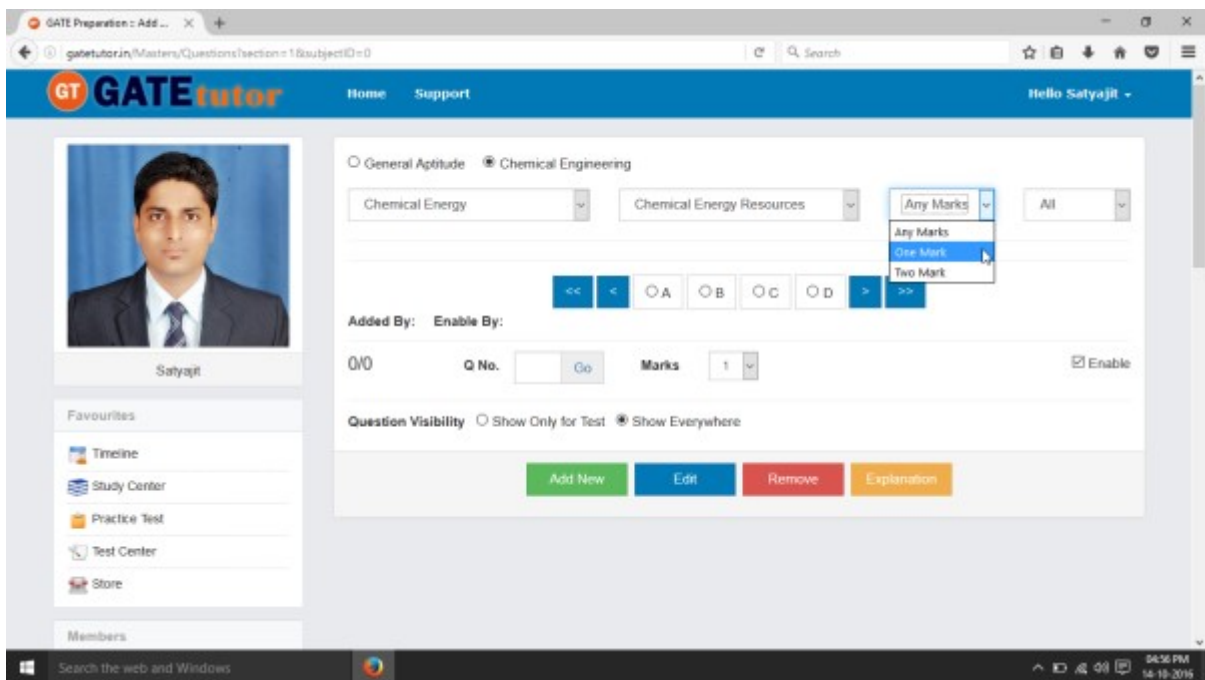 GATE Preparation :: Add ...
gatetutor.in/Masters/Questions?section=1&subjectID=0
Search
GT GATEtutor Home Support Hello Satyajit
General Aptitude Chemical Engineering
Chemical Energy Chemical Energy Resources Any Marks All
Any Marks
One Mark
Two Mark
<< < A B C D > >>
Added By: Enable By:
0/0 Q No. Go Marks 1 Enable
Question Visibility Show Only for Test Show Everywhere
Add New Edit Remove Explanation
Satyajit
Favourites
Timeline
Study Center
Practice Test
Test Center
Store
Members
Search the web and Windows
04:56 PM
14-10-2016